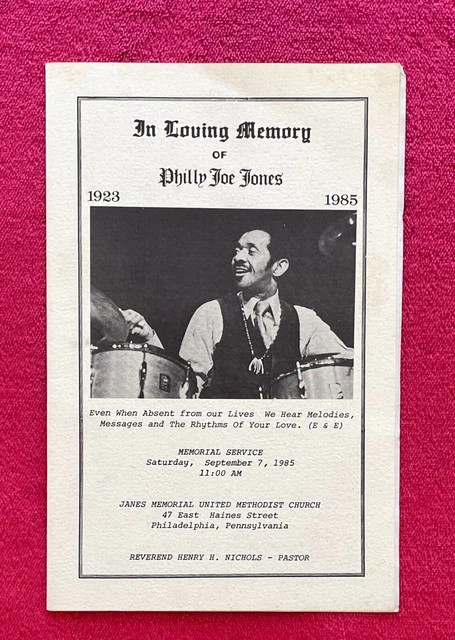 In Loving Memory
OF
Philly Joe Jones
1923
1985
Even When Absent from our Lives We Hear Melodies,
Messages and The Rhythms Of Your Love. (E & E)
MEMORIAL SERVICE
Saturday, September 7, 1985
11:00 AM
JANES MEMORIAL UNITED METHODIST CHURCH
47 East Haines Street
Philadelphia, Pennsylvania
REVEREND HENRY H. NICHOLS - PASTOR